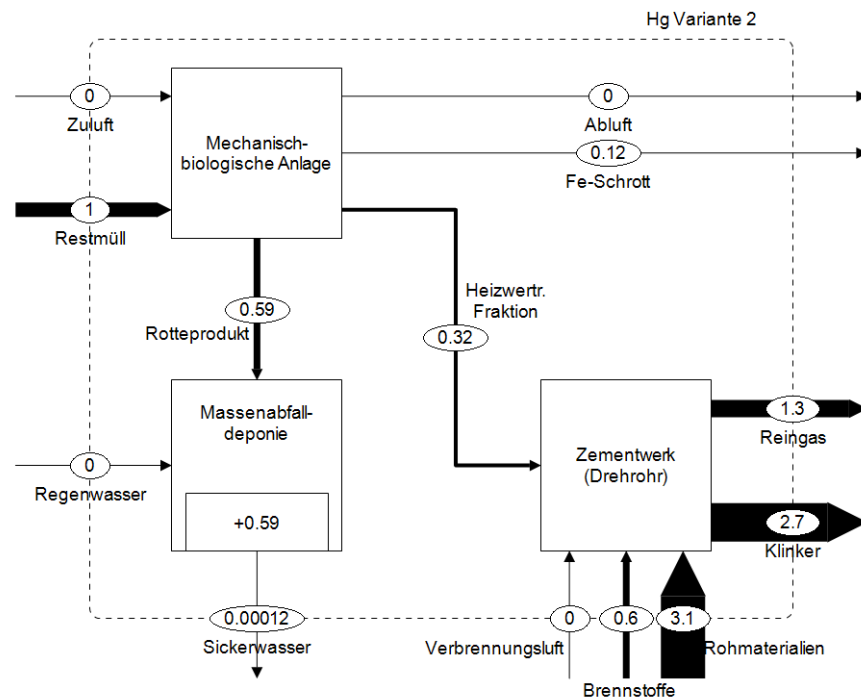 Hg Variante 2
0
Zuluft
Mechanisch-
biologische Anlage
0
Abluft
0.12
Fe-Schrott
1
Restmüll
0.59
Rotteprodukt
Heizwertr.
Fraktion
0.32
Massenabfall-
deponie
0
Regenwasser
+0.59
Zementwerk
(Drehrohr)
1.3
Reingas
2.7
Klinker
0.00012
Sickerwasser
0
Verbrennungsluft
0.6
Brennstoffe
3.1
Rohmaterialien